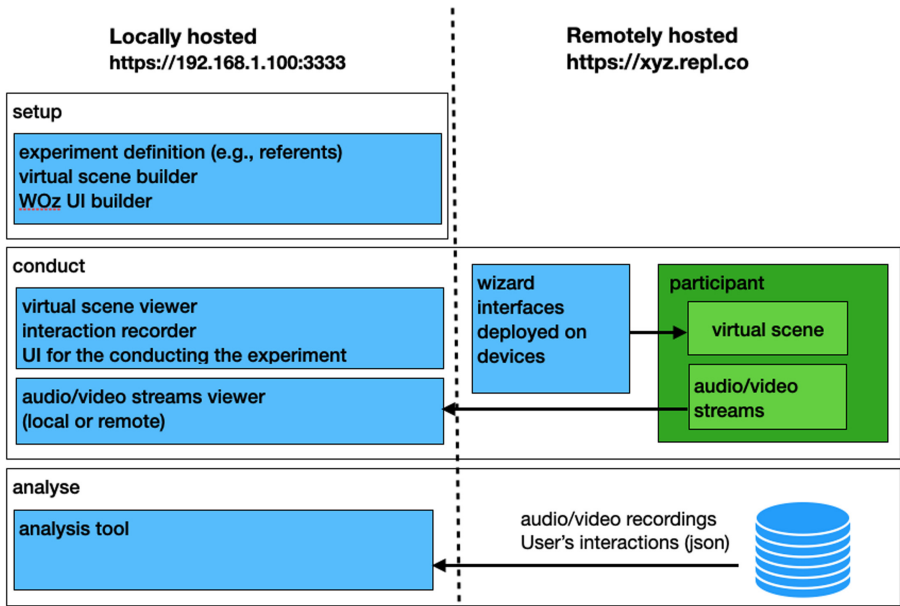 Locally hosted
https://192.168.1.100:3333
Remotely hosted
https://xyz.repl.co
setup
experiment definition (e.g., referents)
virtual scene builder
WOz UI builder
conduct
virtual scene viewer
interaction recorder
UI for the conducting the experiment
audio/video streams viewer
(local or remote)
wizard
interfaces
deployed on
devices
participant
virtual scene
audio/video
streams
analyse
analysis tool
audio/video recordings
User's interactions (json)